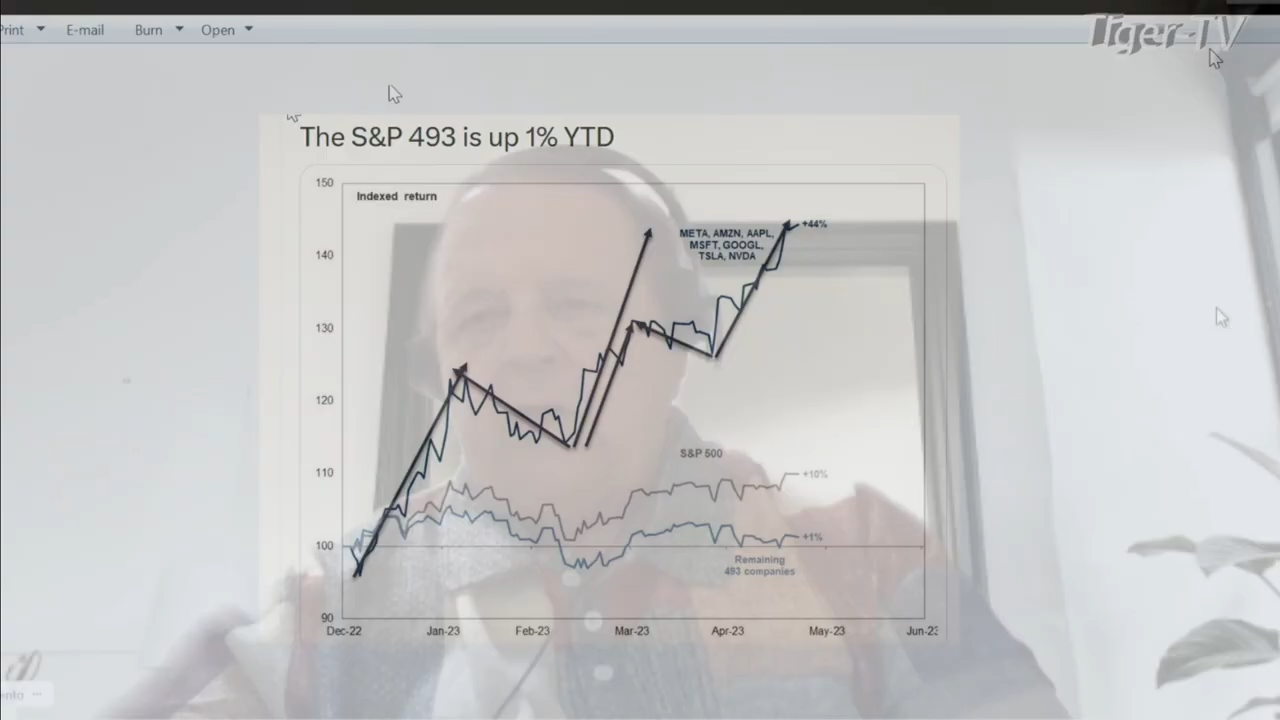 Print
E-mail
Burn
Open
Tiger-TV
The S&P 493 is up 1% YTD
150
Indexed return
+44%
META, AMZN, AAPL,
MSFT, GOOGL,
TSLA, NVDA
140
130
120
S&P 500
110
+10%
+1%
100
Remaining
493 companies
90
Dec-22
Jan-23
Feb-23
Mar-23
Apr-23
May-23
Jun-23